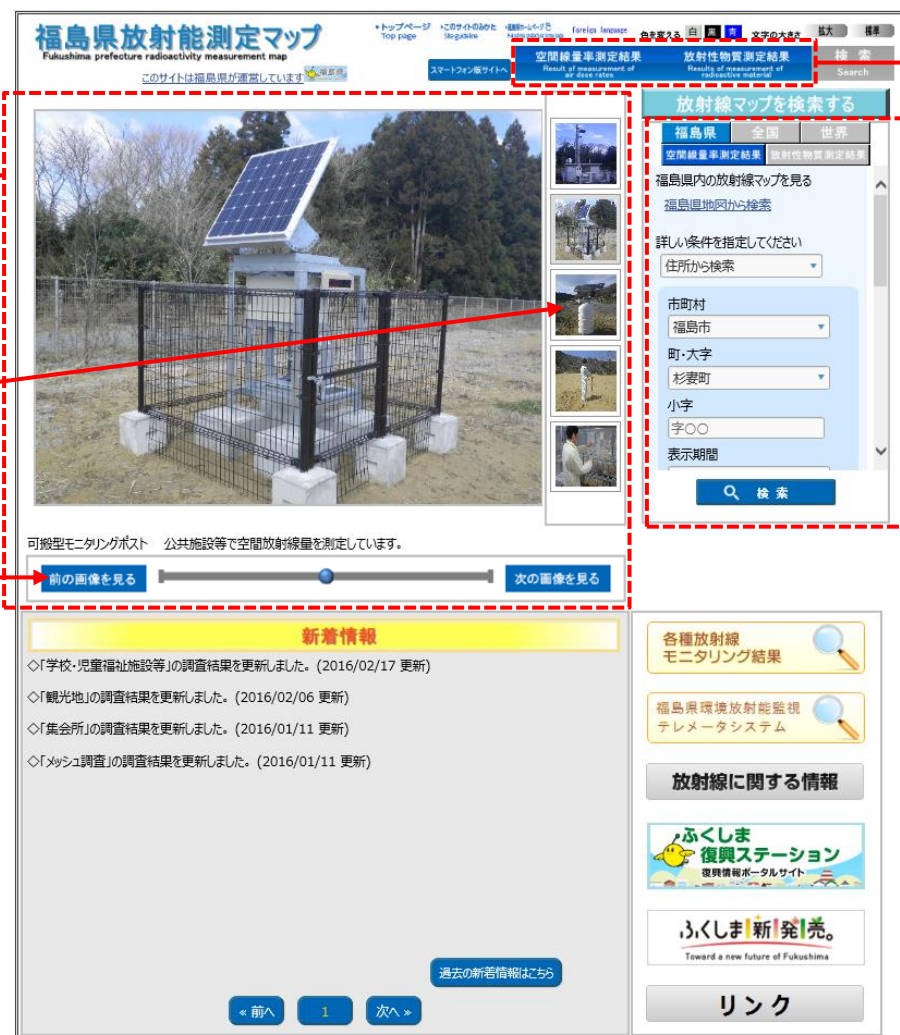 福島県放射能測定マップ
Fukushima prefecture radioactivity measurement map
このサイトは福島県が運営しています
・トップページ
Top page
・このサイトのみかた
Foreign language
色を変える 白 黒 青 文字の大きさ 拡大 標準
スマートフォン版サイトへ
空間線量率測定結果
Result of measurement of
air dose rates
放射性物質測定結果
Results of measurement of
radioactive material
検 索
Search
放射線マップを検索する
福島県 全国 世界
空間線量率測定結果 放射性物質測定結果
福島県内の放射線マップを見る
福島県地図から検索
詳しい条件を指定してください
住所から検索
市町村
福島市
町・大字
杉妻町
小字
字○○
表示期間
検 索
可搬型モニタリングポスト 公共施設等で空間放射線量を測定しています。
前の画像を見る
次の画像を見る
新着情報
◇「学校・児童福祉施設等」の調査結果を更新しました。(2016/02/17 更新)
◇「観光地」の調査結果を更新しました。(2016/02/06 更新)
◇「集会所」の調査結果を更新しました。(2016/01/11 更新)
◇「メッシュ調査」の調査結果を更新しました。(2016/01/11 更新)
過去の新着情報はこちら
« 前へ 1 次へ »
各種放射線
モニタリング結果
福島県環境放射能監視
テレメータシステム
放射線に関する情報
ふくしま
復興ステーション
復興情報ポータルサイト
ふくしま新発売。
Toward a new future of Fukushima
リンク